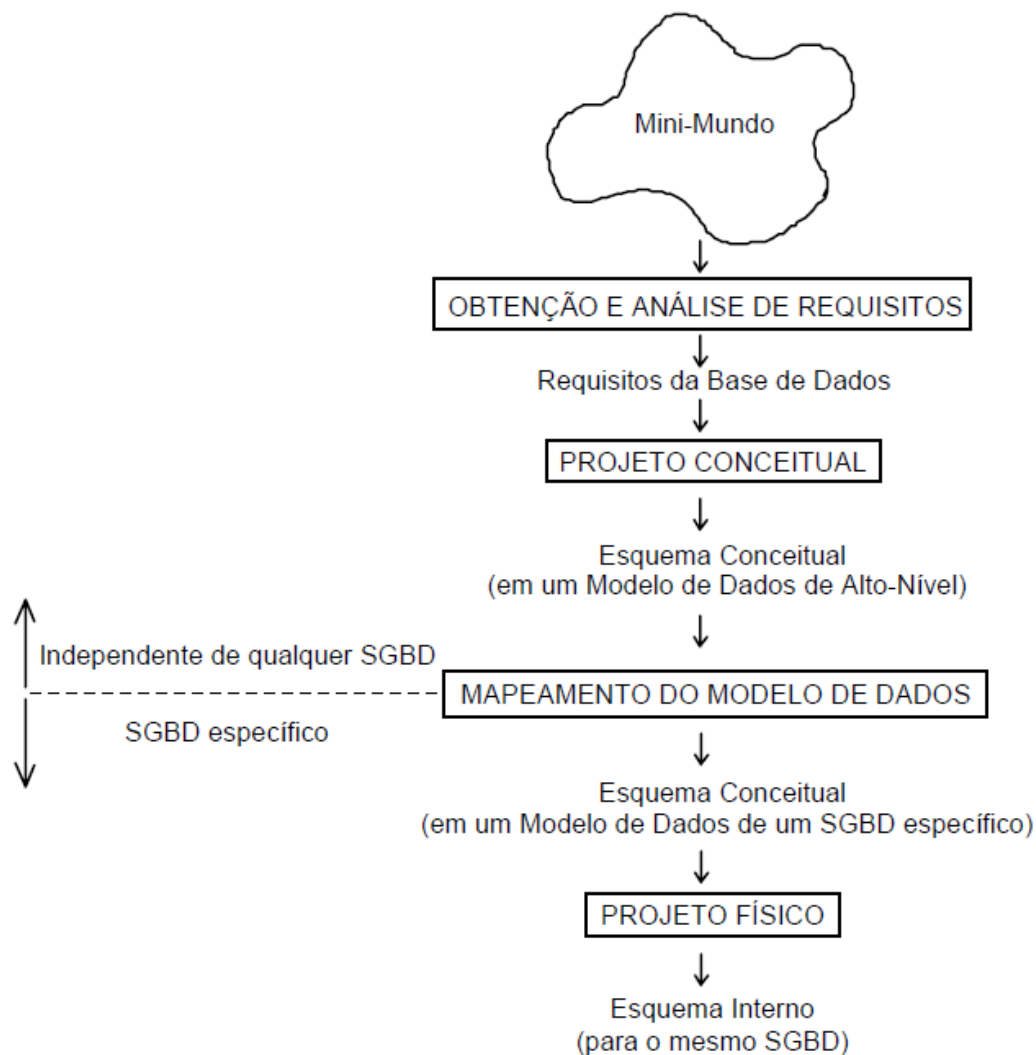 Mini-Mundo
OBTENÇÃO E ANÁLISE DE REQUISITOS
Requisitos da Base de Dados
PROJETO CONCEITUAL
Esquema Conceitual
(em um Modelo de Dados de Alto-Nível)
Independente de qualquer SGBD
MAPEAMENTO DO MODELO DE DADOS
SGBD específico
Esquema Conceitual
(em um Modelo de Dados de um SGBD específico)
PROJETO FÍSICO
Esquema Interno
(para o mesmo SGBD)